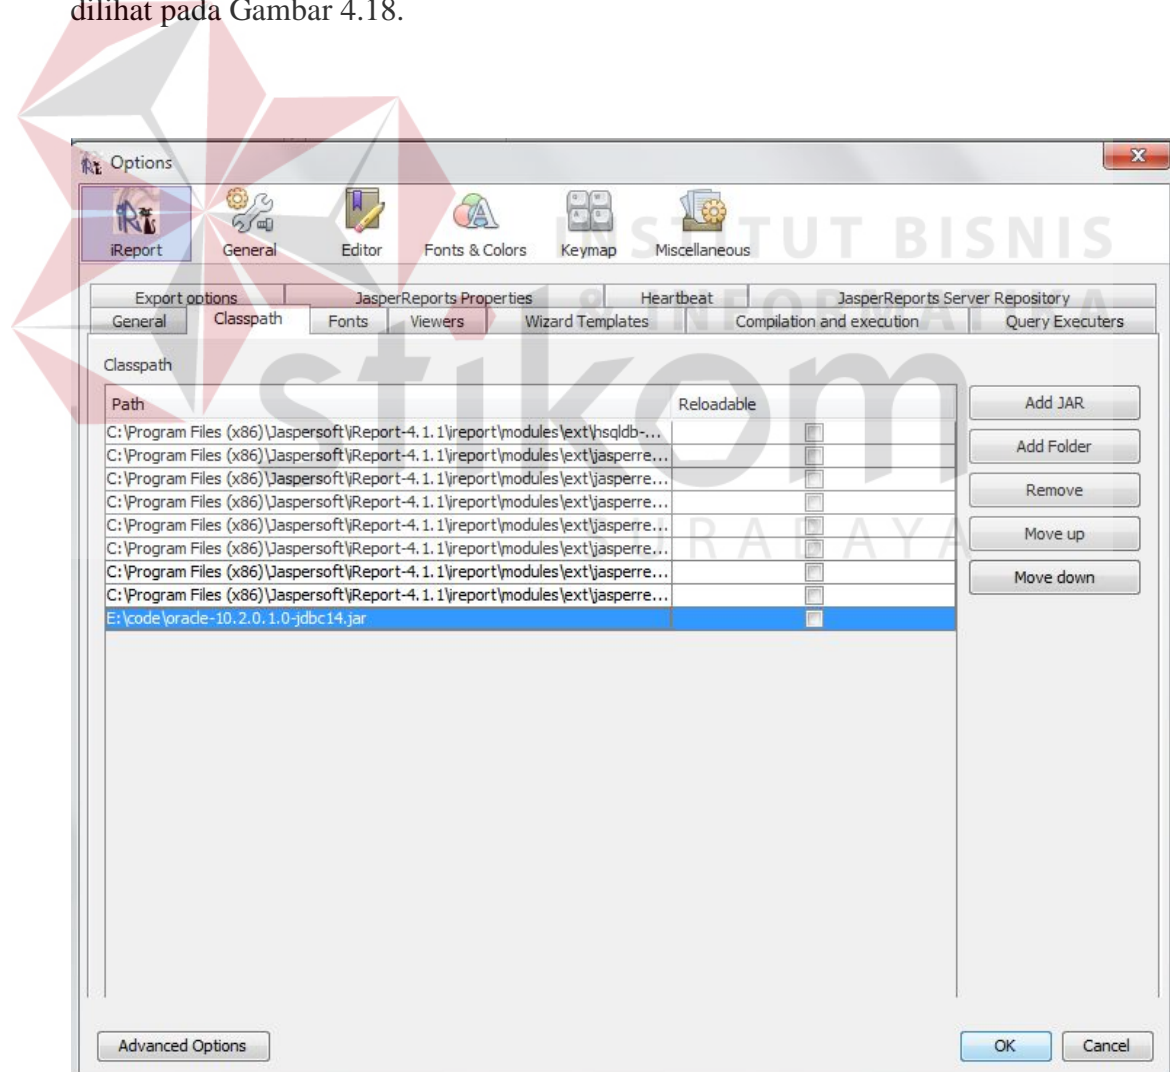 dilihat pada Gambar 4.18.
Options
iReport General Editor Fonts & Colors Keymap Miscellaneous
INSTITUT BISNIS
Export options JasperReports Properties Heartbeat JasperReports Server Repository
& INFORMATIKA
General Classpath Fonts Viewers Wizard Templates Compilation and execution Query Executers
Classpath
stikom
Path Reloadable Add JAR
C:\Program Files (x86)\Jaspersoft\iReport-4.1.1\ireport\modules\ext\hsqldb-...
Add Folder
C:\Program Files (x86)\Jaspersoft\iReport-4.1.1\ireport\modules\ext\jasperre...
C:\Program Files (x86)\Jaspersoft\iReport-4.1.1\ireport\modules\ext\jasperre...
Remove
C:\Program Files (x86)\Jaspersoft\iReport-4.1.1\ireport\modules\ext\jasperre...
C:\Program Files (x86)\Jaspersoft\iReport-4.1.1\ireport\modules\ext\jasperre...
Move up
SURABAYA
C:\Program Files (x86)\Jaspersoft\iReport-4.1.1\ireport\modules\ext\jasperre...
C:\Program Files (x86)\Jaspersoft\iReport-4.1.1\ireport\modules\ext\jasperre...
Move down
C:\Program Files (x86)\Jaspersoft\iReport-4.1.1\ireport\modules\ext\jasperre...
E:\code\oracle-10.2.0.1.0-jdbc14.jar
Advanced Options OK Cancel